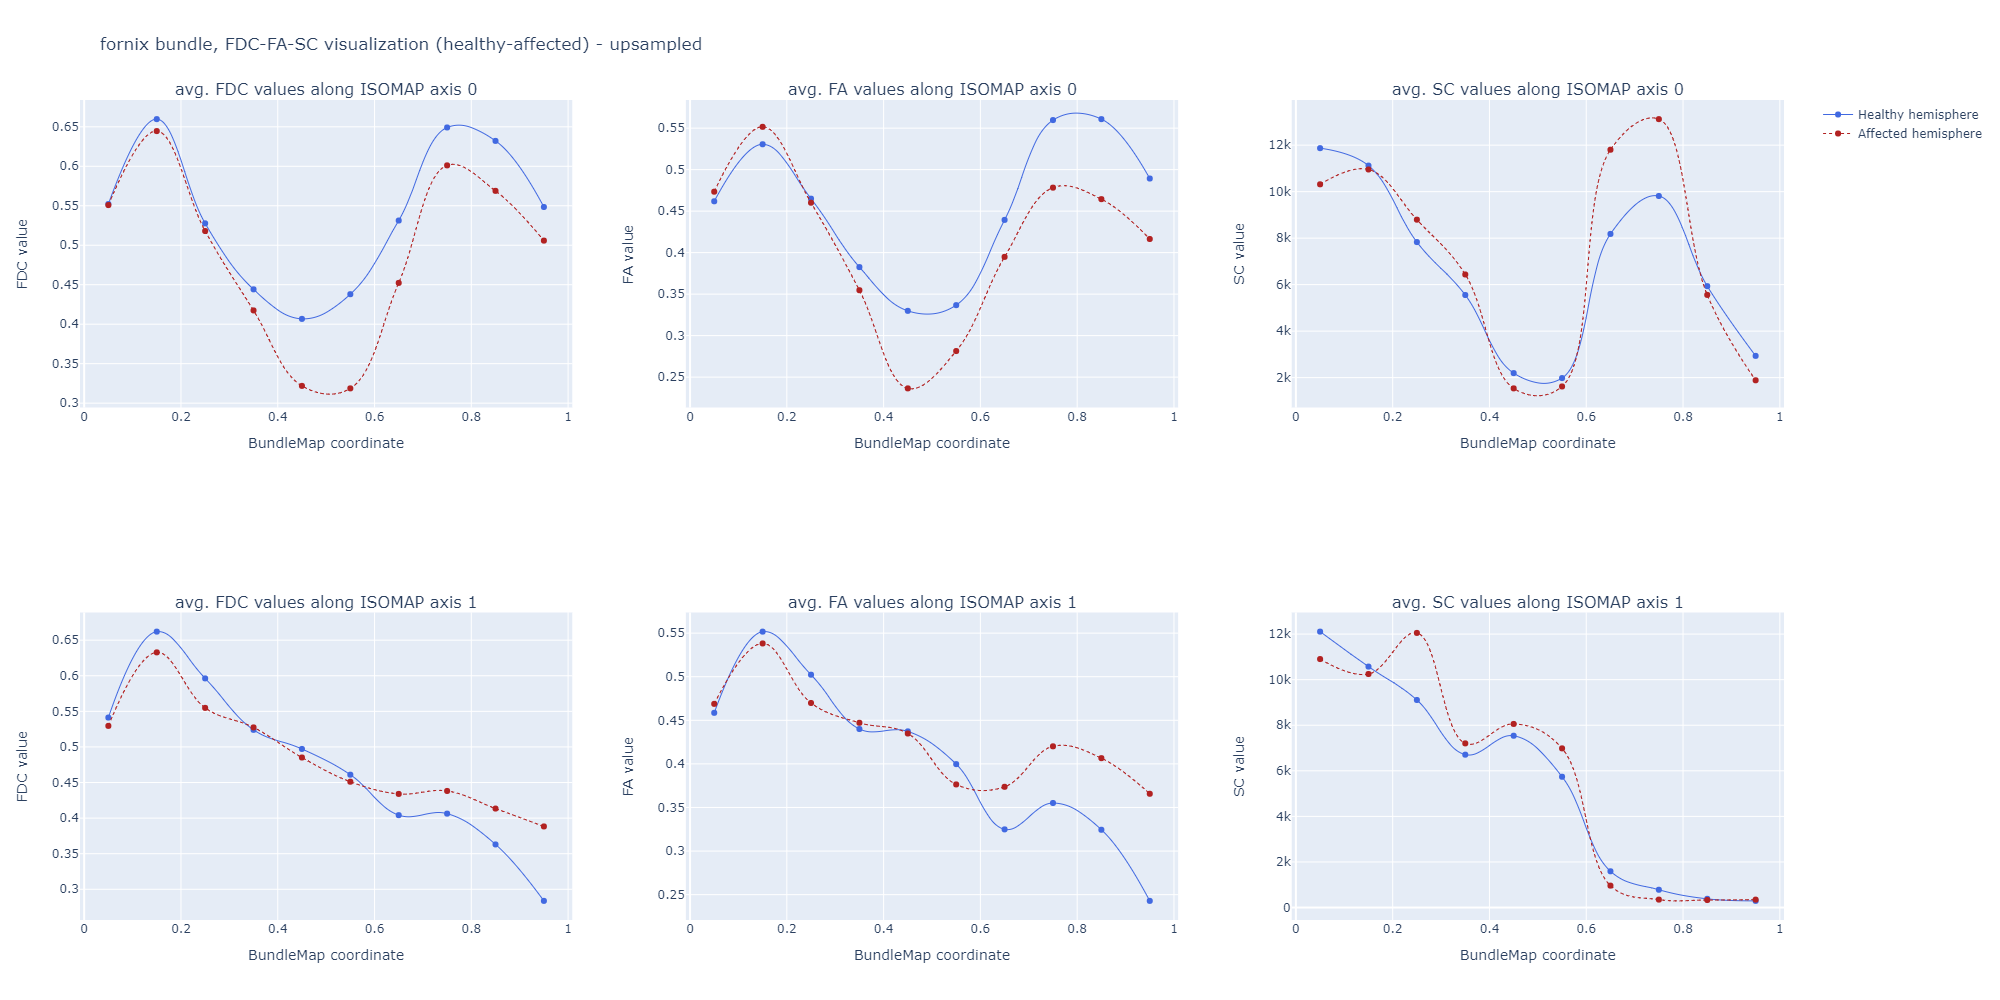 fornix bundle, FDC-FA-SC visualization (healthy-affected) - upsampled
avg. FDC values along ISOMAP axis 0
avg. FA values along ISOMAP axis 0
avg. SC values along ISOMAP axis 0
Healthy hemisphere
Affected hemisphere
FDC value
0.65
0.6
0.55
0.5
0.45
0.4
0.35
0.3
0 0.2 0.4 0.6 0.8 1
BundleMap coordinate
FA value
0.55
0.5
0.45
0.4
0.35
0.3
0.25
0 0.2 0.4 0.6 0.8 1
BundleMap coordinate
SC value
12k
10k
8k
6k
4k
2k
0 0.2 0.4 0.6 0.8 1
BundleMap coordinate
avg. FDC values along ISOMAP axis 1
avg. FA values along ISOMAP axis 1
avg. SC values along ISOMAP axis 1
FDC value
0.65
0.6
0.55
0.5
0.45
0.4
0.35
0.3
0 0.2 0.4 0.6 0.8 1
BundleMap coordinate
FA value
0.55
0.5
0.45
0.4
0.35
0.3
0.25
0 0.2 0.4 0.6 0.8 1
BundleMap coordinate
SC value
12k
10k
8k
6k
4k
2k
0
0 0.2 0.4 0.6 0.8 1
BundleMap coordinate